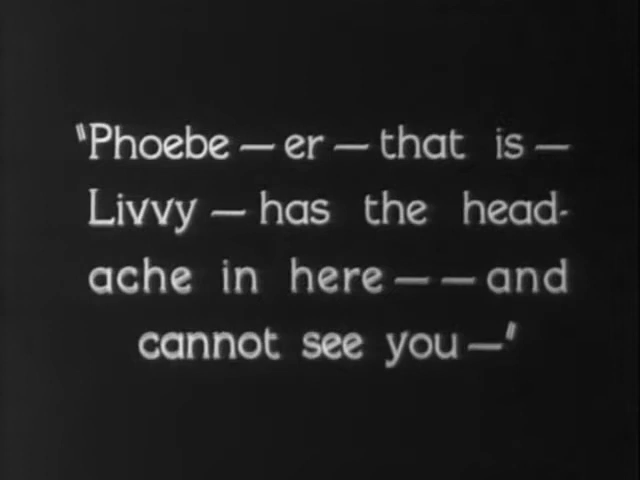 "Phoebe — er — that is —
Livvy — has the head-
ache in here — — and
cannot see you —"